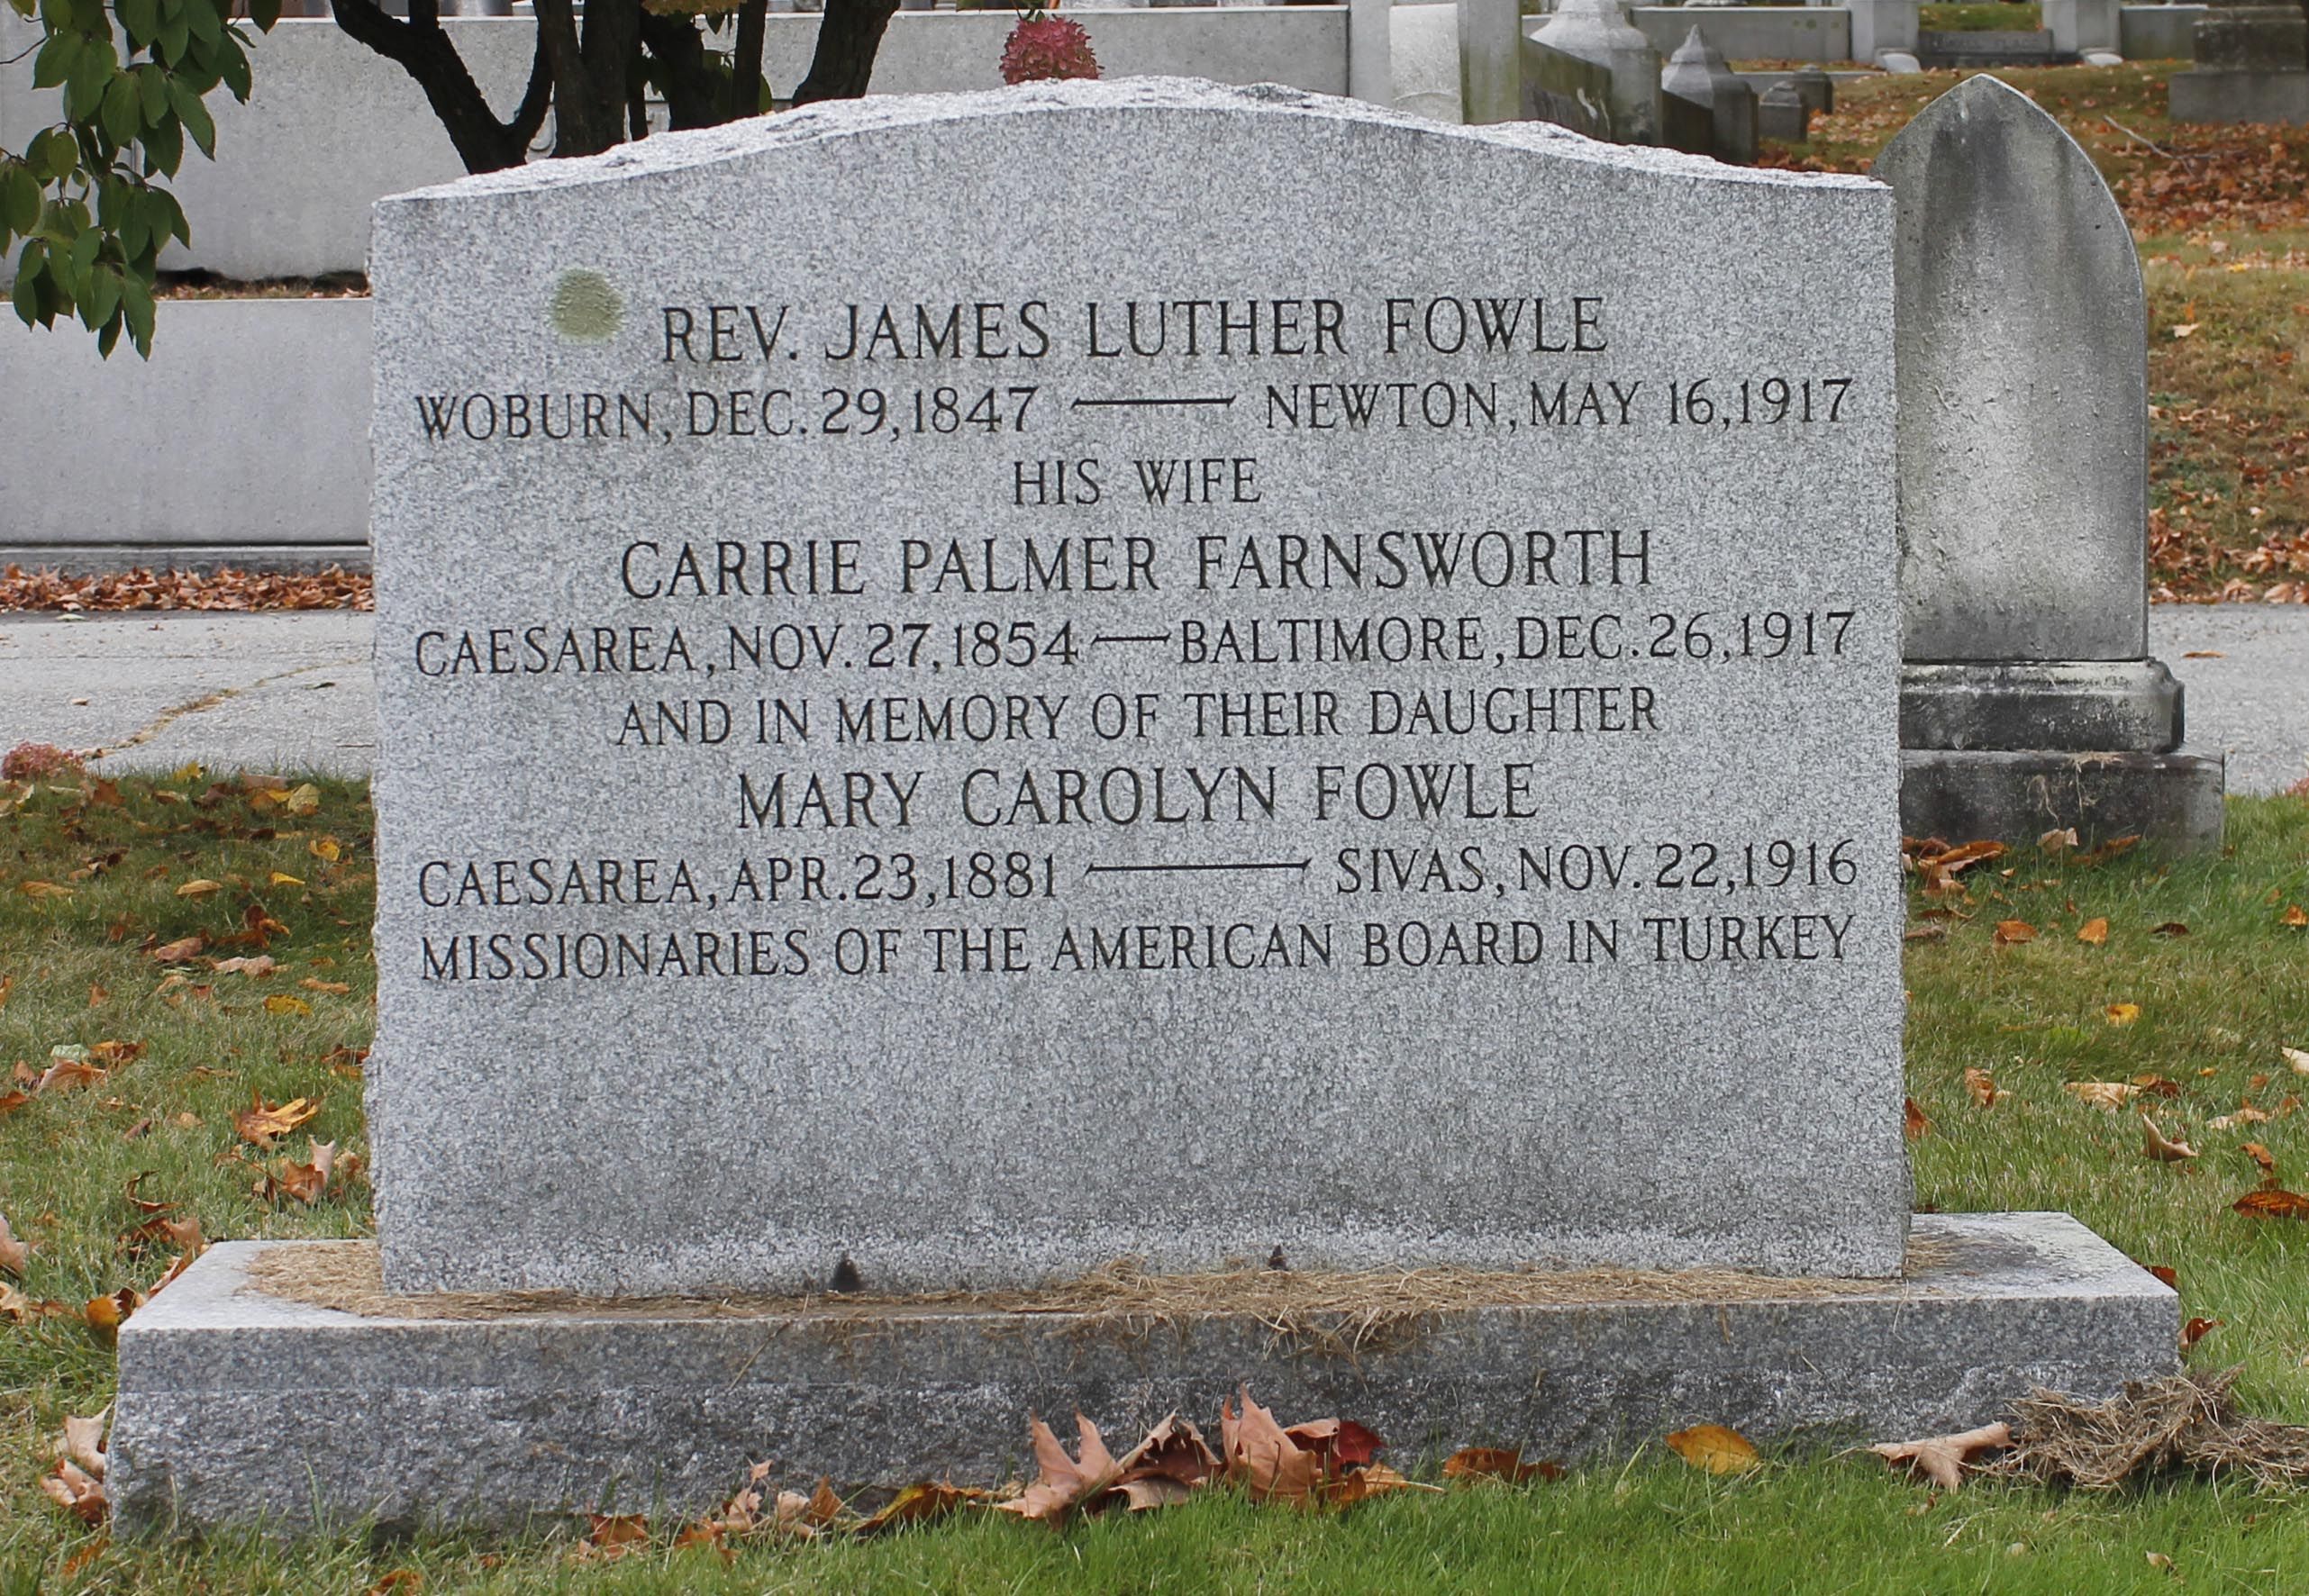 REV. JAMES LUTHER FOWLE
WOBURN, DEC. 29, 1847 — NEWTON, MAY 16, 1917
HIS WIFE
CARRIE PALMER FARNSWORTH
CAESAREA, NOV. 27, 1854 — BALTIMORE, DEC. 26, 1917
AND IN MEMORY OF THEIR DAUGHTER
MARY CAROLYN FOWLE
CAESAREA, APR. 23, 1881 — SIVAS, NOV. 22, 1916
MISSIONARIES OF THE AMERICAN BOARD IN TURKEY